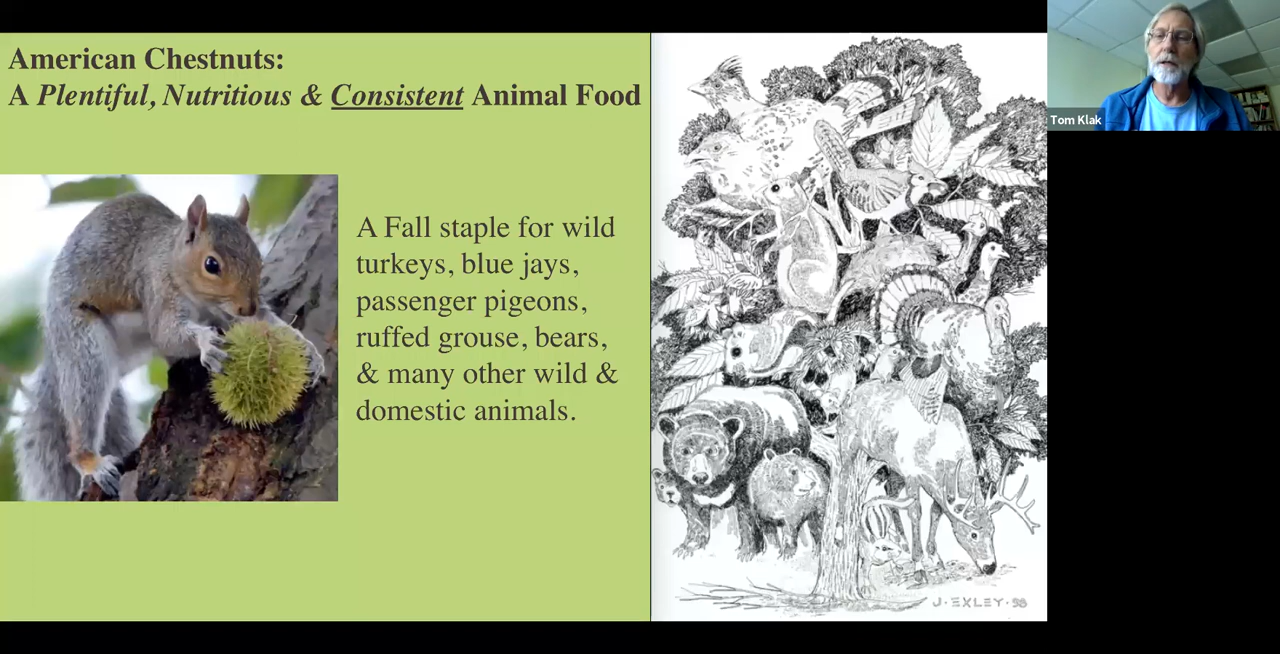 American Chestnuts:
A Plentiful, Nutritious & Consistent Animal Food
A Fall staple for wild
turkeys, blue jays,
passenger pigeons,
ruffed grouse, bears,
& many other wild &
domestic animals.
J. EXLEY. 98
Tom Klak